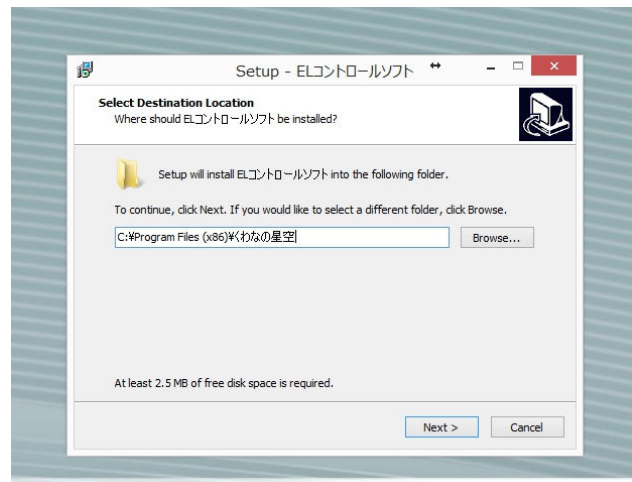 Setup - ELコントロールソフト
Select Destination Location
Where should ELコントロールソフト be installed?
Setup will install ELコントロールソフト into the following folder.
To continue, click Next. If you would like to select a different folder, click Browse.
C:¥Program Files (x86)¥くわなの星空
Browse...
At least 2.5 MB of free disk space is required.
Next >
Cancel